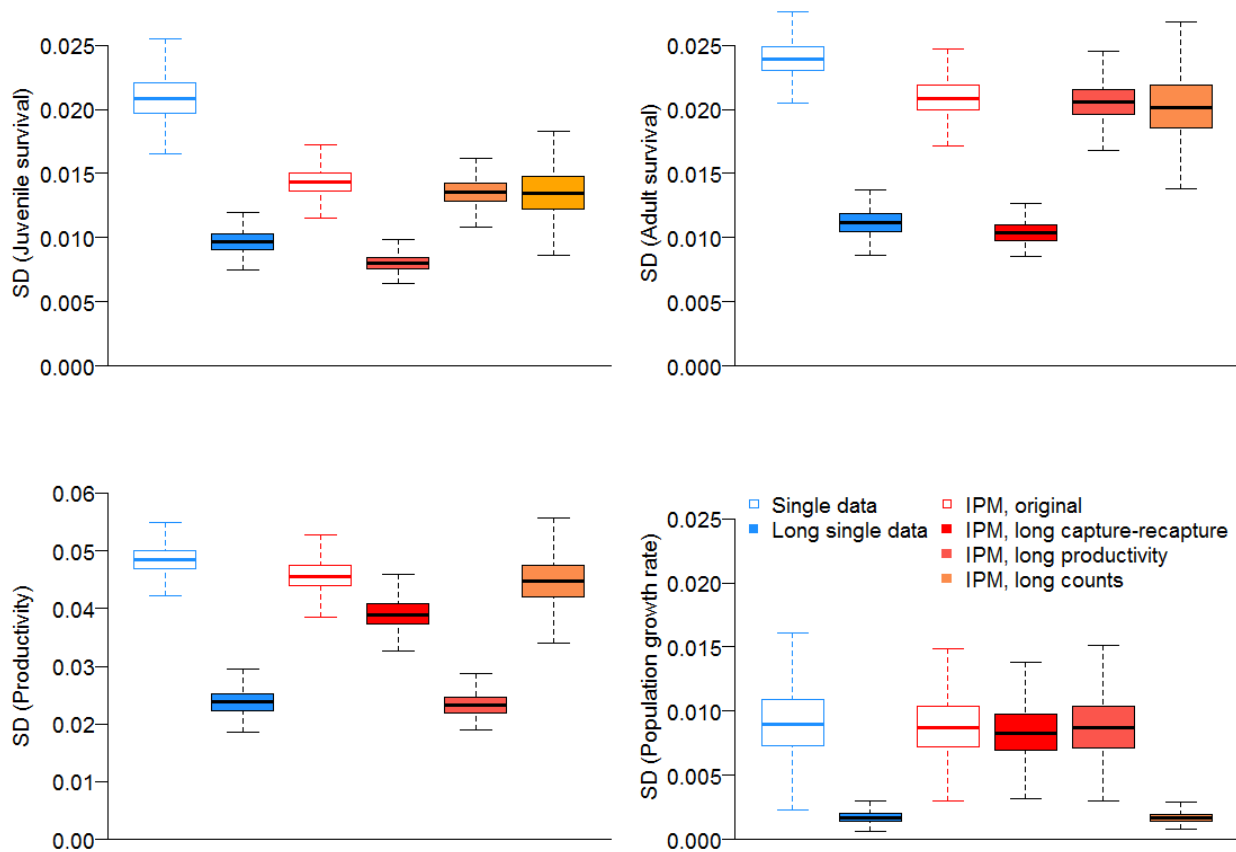 0.025
0.020
0.015
0.010
0.005
0.000
SD (Juvenile survival)
0.025
0.020
0.015
0.010
0.005
0.000
SD (Adult survival)
0.06
0.05
0.04
0.03
0.02
0.00
SD (Productivity)
Single data
Long single data
IPM, original
IPM, long capture-recapture
IPM, long productivity
IPM, long counts
0.025
0.020
0.015
0.010
0.005
0.000
SD (Population growth rate)